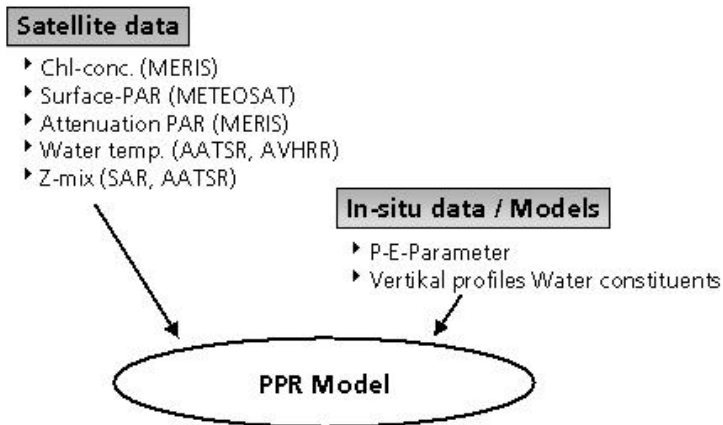 Satellite data
Chl-conc. (MERIS)
Surface-PAR (METEOSAT)
Attenuation PAR (MERIS)
Water temp. (AATSR, AVHRR)
Z-mix (SAR, AATSR)
In-situ data / Models
P-E-Parameter
Vertikal profiles Water constituents
PPR Model